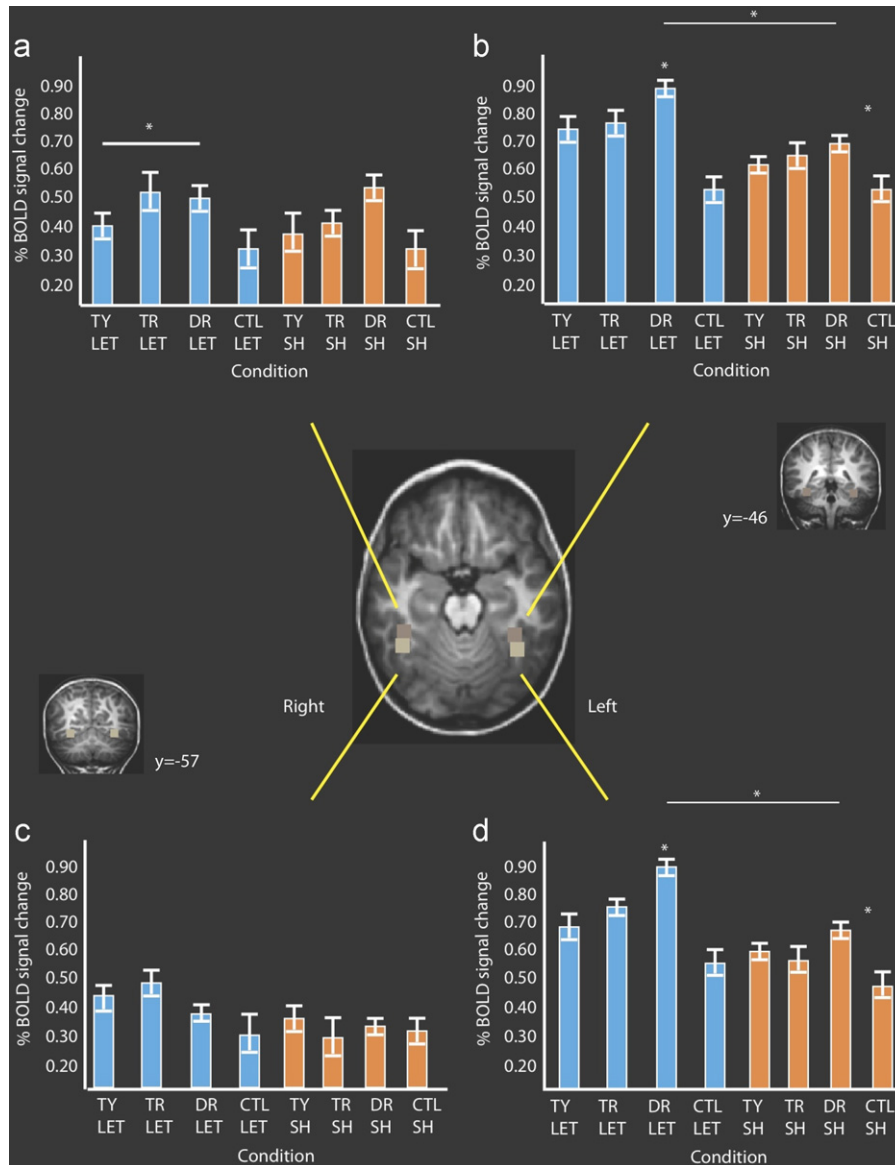 a
*
% BOLD signal change
0.90
0.80
0.70
0.60
0.50
0.40
0.30
0.20
TY TR DR CTL TY TR DR CTL
LET LET LET LET SH SH SH SH
Condition
b
*
*
*
% BOLD signal change
0.90
0.80
0.70
0.60
0.50
0.40
0.30
0.20
TY TR DR CTL TY TR DR CTL
LET LET LET LET SH SH SH SH
Condition
y=-46
Right
Left
y=-57
c
% BOLD signal change
0.90
0.80
0.70
0.60
0.50
0.40
0.30
0.20
TY TR DR CTL TY TR DR CTL
LET LET LET LET SH SH SH SH
Condition
d
*
*
*
% BOLD signal change
0.90
0.80
0.70
0.60
0.50
0.40
0.30
0.20
TY TR DR CTL TY TR DR CTL
LET LET LET LET SH SH SH SH
Condition